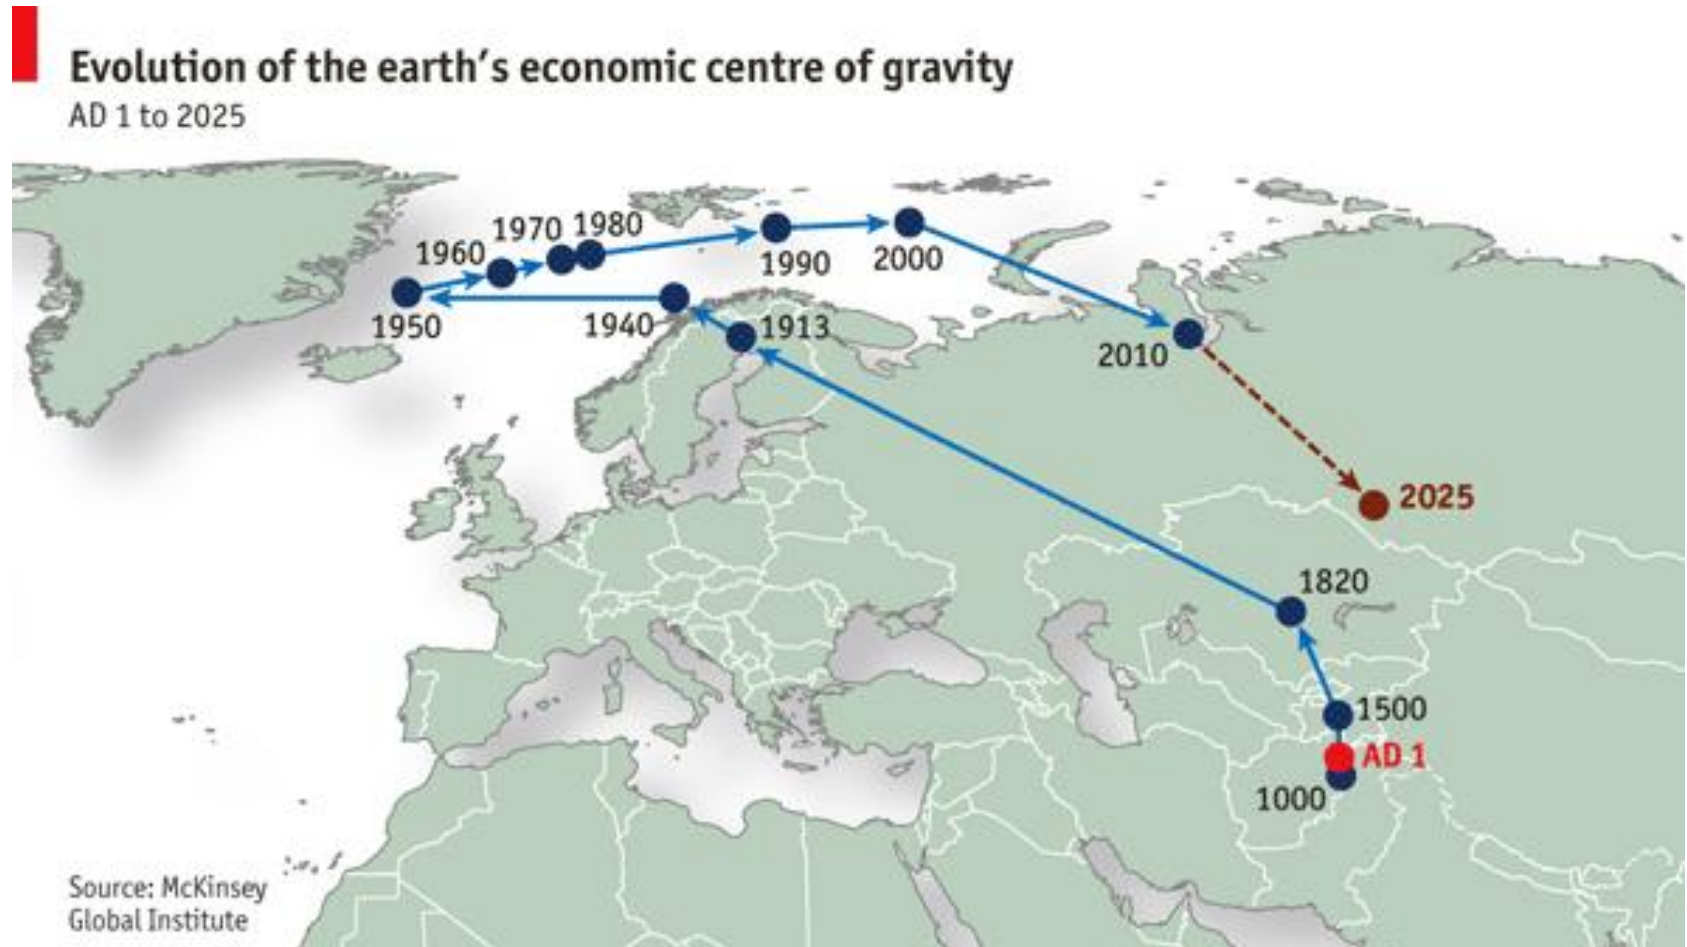 Evolution of the earth's economic centre of gravity
AD 1 to 2025
1970 1980
1960
1990
2000
1950
1940
1913
2010
2025
1820
1500
AD 1
1000
Source: McKinsey
Global Institute